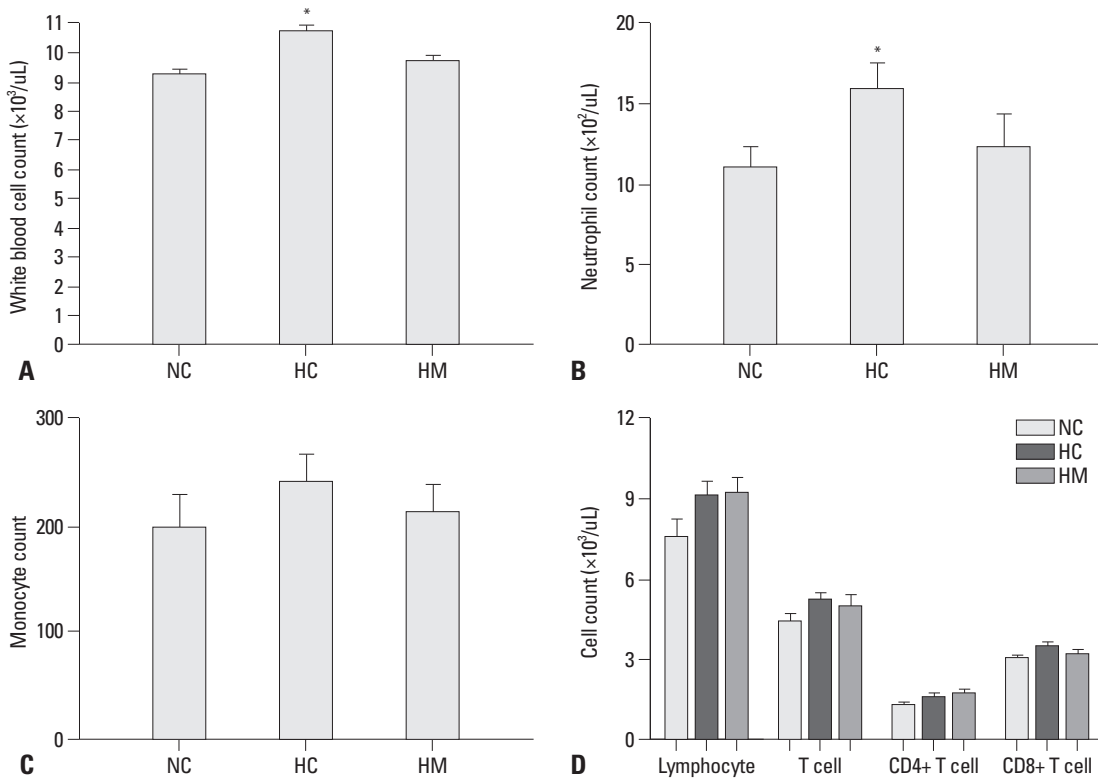 White blood cell count (×10³/uL)
11
10
9
8
7
6
5
4
3
2
1
0
*
NC HC HM
A
Neutrophil count (×10²/uL)
20
15
10
5
0
*
NC HC HM
B
Monocyte count
300
200
100
0
NC HC HM
C
Cell count (×10³/uL)
12
9
6
3
0
NC
HC
HM
Lymphocyte T cell CD4+ T cell CD8+ T cell
D